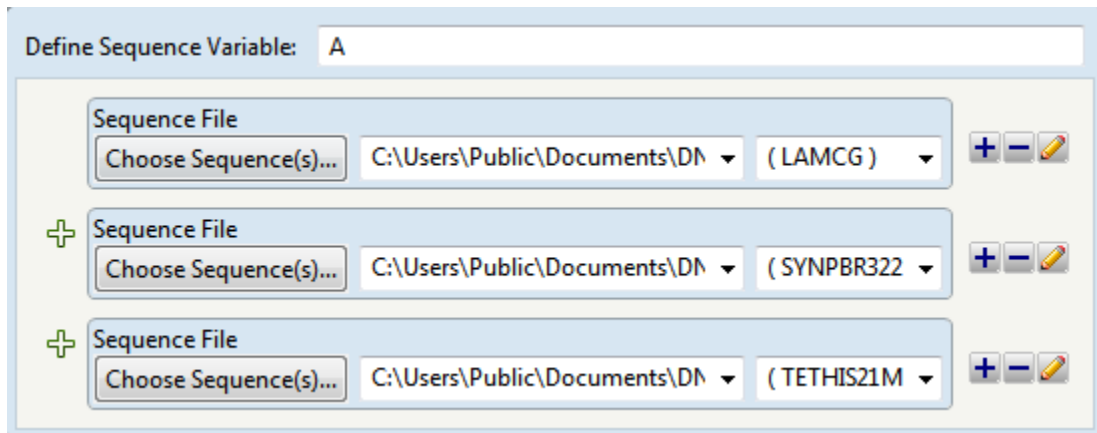 Define Sequence Variable: A
Sequence File
Choose Sequence(s)... C:\Users\Public\Documents\DN ( LAMCG )
Sequence File
Choose Sequence(s)... C:\Users\Public\Documents\DN ( SYNPBR322
Sequence File
Choose Sequence(s)... C:\Users\Public\Documents\DN ( TETHIS21M